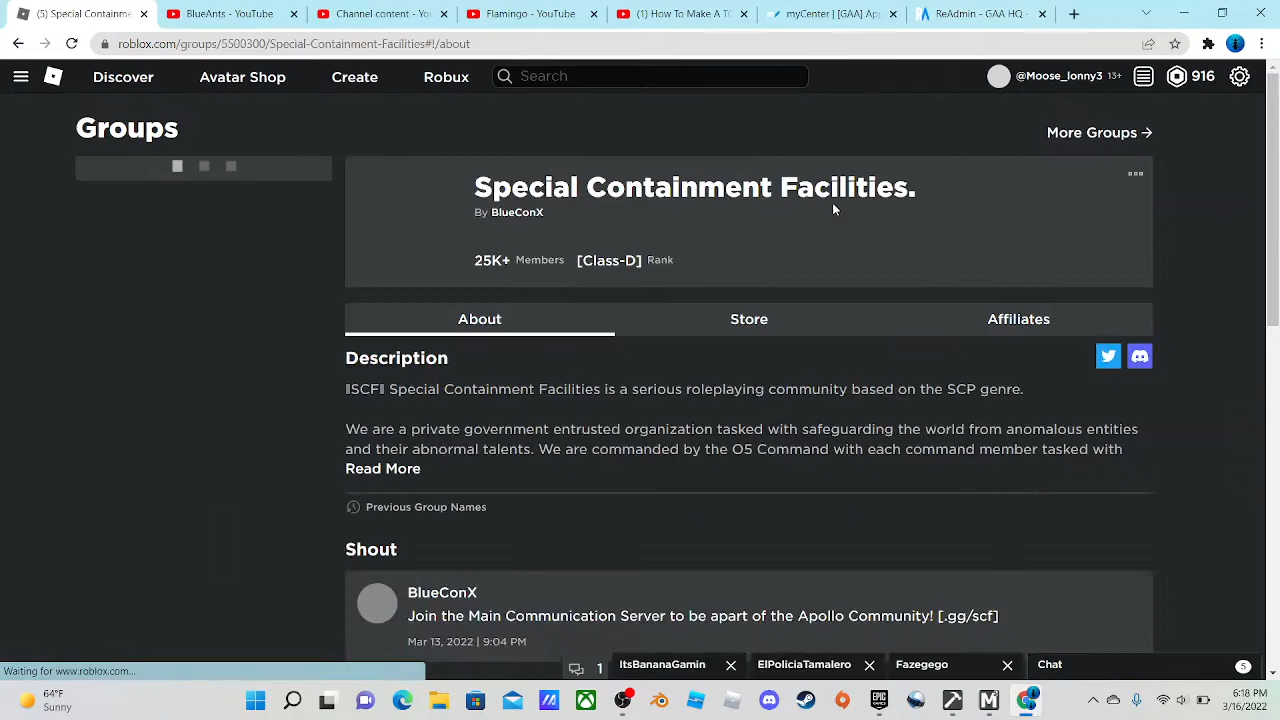 (5) Special Containme
BlueAnts - YouTube
Channel content - You
Flamingo - YouTube
(1) How To Make A TC
myCenter | [GAA] App
ReAdmin - GAA HQ -
roblox.com/groups/5500300/Special-Containment-Facilities#!/about
Discover
Avatar Shop
Create
Robux
Search
@Moose_lonny3 13+
916
Groups
More Groups
Special Containment Facilities.
By BlueConX
25K+ Members [Class-D] Rank
About
Store
Affiliates
Description
‖SCF‖ Special Containment Facilities is a serious roleplaying community based on the SCP genre.
We are a private government entrusted organization tasked with safeguarding the world from anomalous entities
and their abnormal talents. We are commanded by the O5 Command with each command member tasked with
Read More
Previous Group Names
Shout
BlueConX
Join the Main Communication Server to be apart of the Apollo Community! [.gg/scf]
Mar 13, 2022 | 9:04 PM
Waiting for www.roblox.com...
1
ItsBananaGamin
ElPoliciaTamalero
Fazegego
Chat
5
64°F
Sunny
EPIC GAMES
6:18 PM
3/16/2022